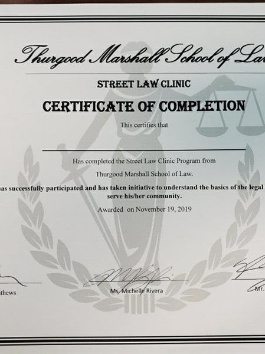 Thurgood Marshall School of La
STREET LAW CLINIC
CERTIFICATE OF COMPLETION
This certifies that
Has completed the Street Law Clinic Program from
Thurgood Marshall School of Law.
as successfully participated and has taken initiative to understand the basics of the legal
serve his/her community.
Awarded on November 19, 2019
thews
Ms. Michelle Rivera